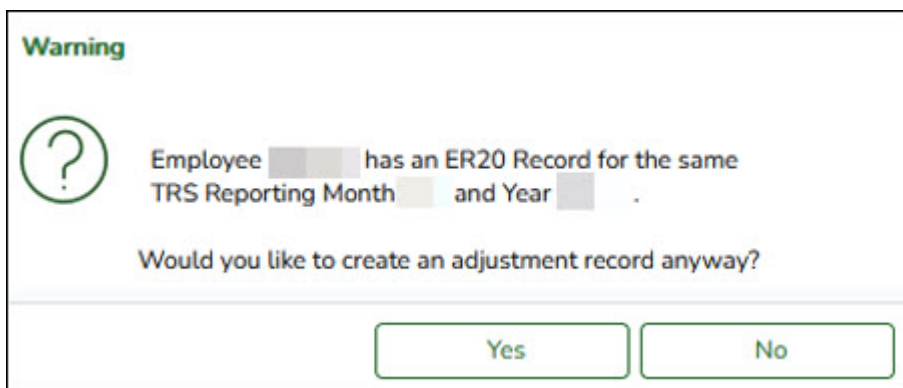 Warning
Employee has an ER20 Record for the same
TRS Reporting Month and Year .
Would you like to create an adjustment record anyway?
Yes No